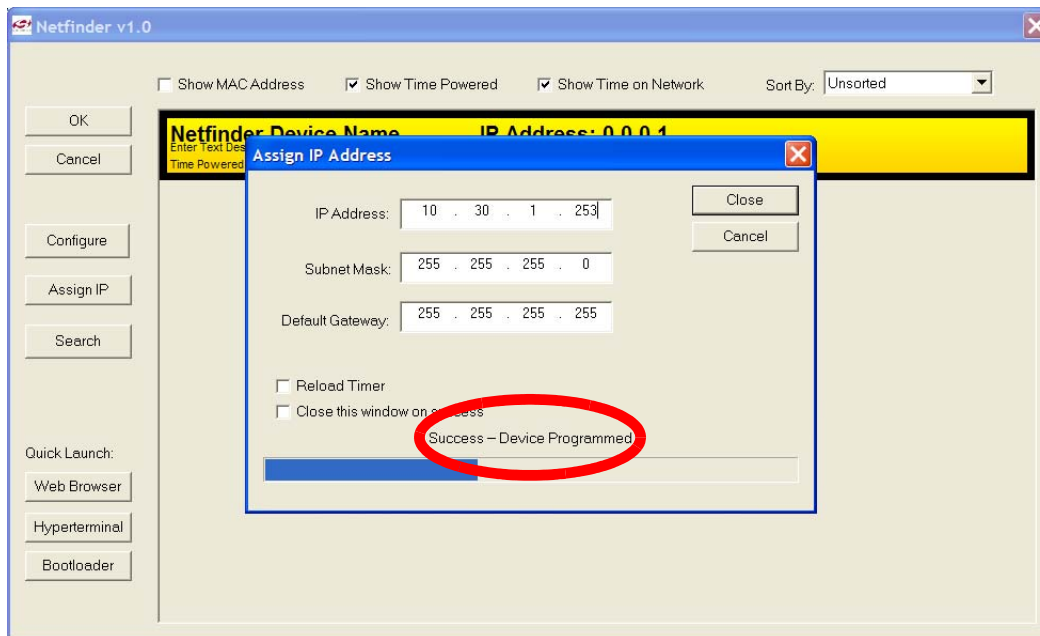 Netfinder v1.0
Show MAC Address Show Time Powered Show Time on Network Sort By: Unsorted
OK
Cancel
Configure
Assign IP
Search
Quick Launch:
Web Browser
Hyperterminal
Bootloader
Netfinder Device Name IP Address: 0.0.0.1
Enter Text Des
Time Powered
Assign IP Address
IP Address: 10 . 30 . 1 . 253
Subnet Mask: 255 . 255 . 255 . 0
Default Gateway: 255 . 255 . 255 . 255
Close
Cancel
Reload Timer
Close this window on success
Success – Device Programmed